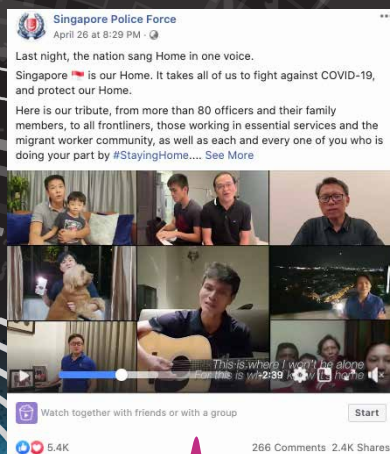 Singapore Police Force
April 26 at 8:29 PM ·
Last night, the nation sang Home in one voice.
Singapore 🇸🇬 is our Home. It takes all of us to fight against COVID-19,
and protect our Home.
Here is our tribute, from more than 80 officers and their family
members, to all frontliners, those working in essential services and the
migrant worker community, as well as each and every one of you who is
doing your part by #StayingHome.... See More
This is where I won't be alone
For this is wh
-2:39
home
Watch together with friends or with a group
Start
5.4K
266 Comments 2.4K Shares